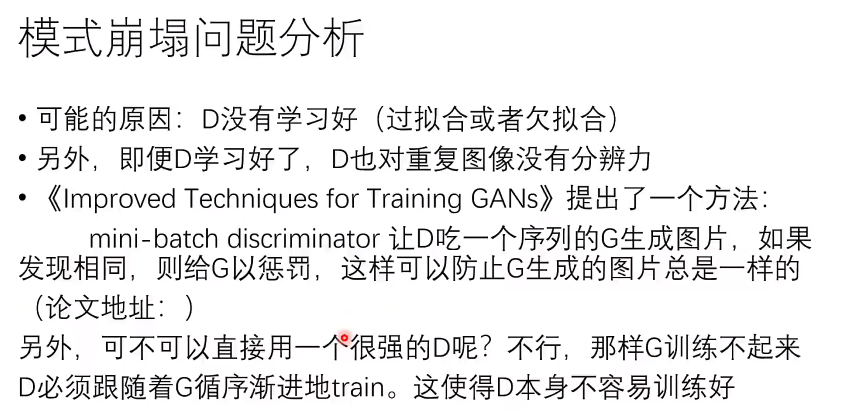 模式崩塌问题分析
• 可能的原因：D没有学习好（过拟合或者欠拟合）
• 另外，即便D学习好了，D也对重复图像没有分辨力
• 《Improved Techniques for Training GANs》提出了一个方法：
mini-batch discriminator 让D吃一个序列的G生成图片，如果
发现相同，则给G以惩罚，这样可以防止G生成的图片总是一样的
（论文地址：）
另外，可不可以直接用一个很强的D呢？不行，那样G训练不起来
D必须跟随着G循序渐进地train。这使得D本身不容易训练好